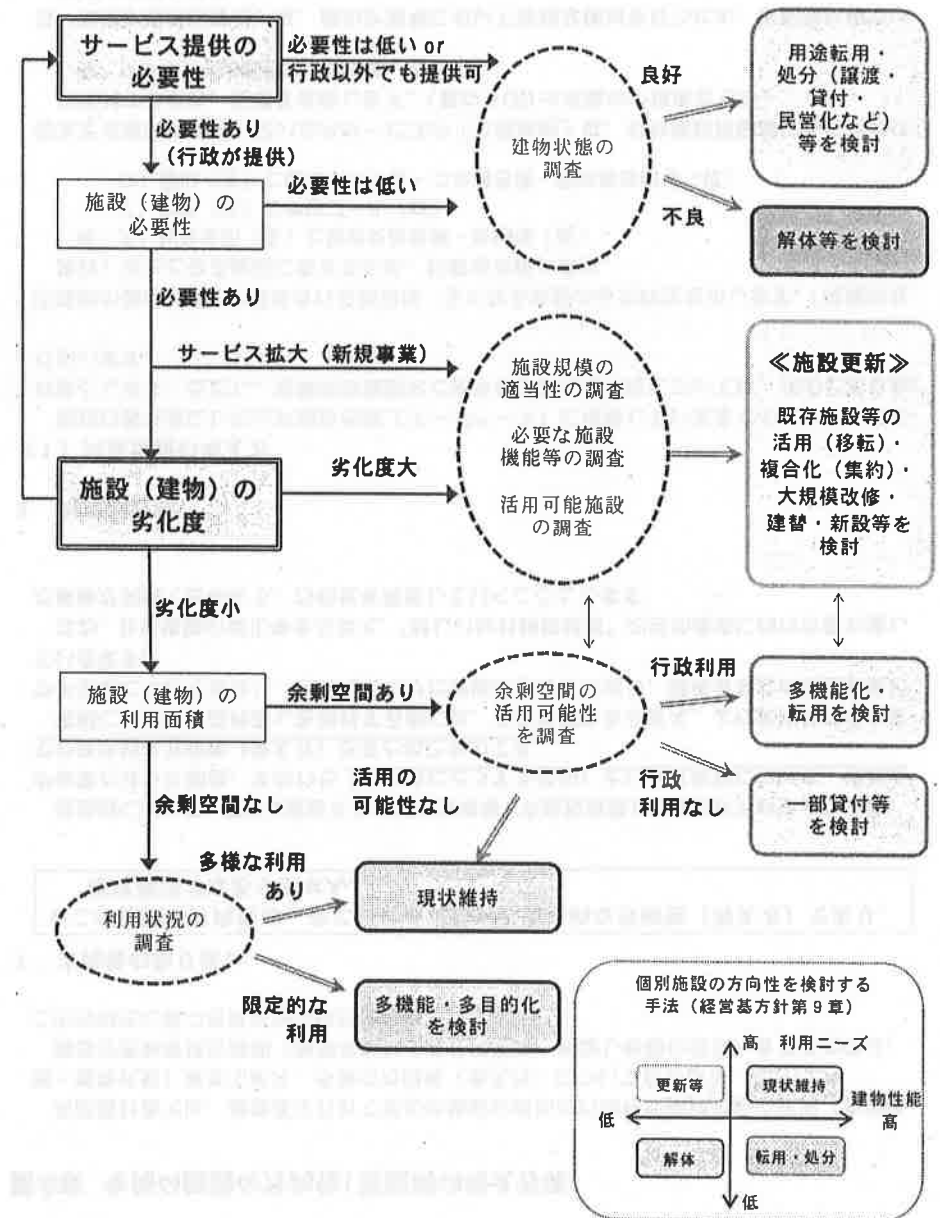 サービス提供の
必要性
必要性は低い or
行政以外でも提供可
建物状態の
調査
良好
用途転用・
処分（譲渡・
貸付・
民営化など）
等を検討
必要性あり
（行政が提供）
施設（建物）の
必要性
必要性は低い
不良
解体等を検討
必要性あり
サービス拡大（新規事業）
施設規模の
適当性の調査
必要な施設
機能等の調査
活用可能施設
の調査
≪施設更新≫
既存施設等の
活用（移転）・
複合化（集約）・
大規模改修・
建替・新設等を
検討
施設（建物）の
劣化度
劣化度大
劣化度小
施設（建物）の
利用面積
余剰空間あり
余剰空間の
活用可能性
を調査
行政利用
多機能化・
転用を検討
行政
利用なし
一部貸付等
を検討
余剰空間なし
活用の
可能性なし
利用状況の
調査
多様な利用
あり
現状維持
限定的な
利用
多機能・多目的化
を検討
個別施設の方向性を検討する
手法（経営基方針第９章）
高 利用ニーズ
更新等
現状維持
建物性能
低
高
解体
転用・処分
低